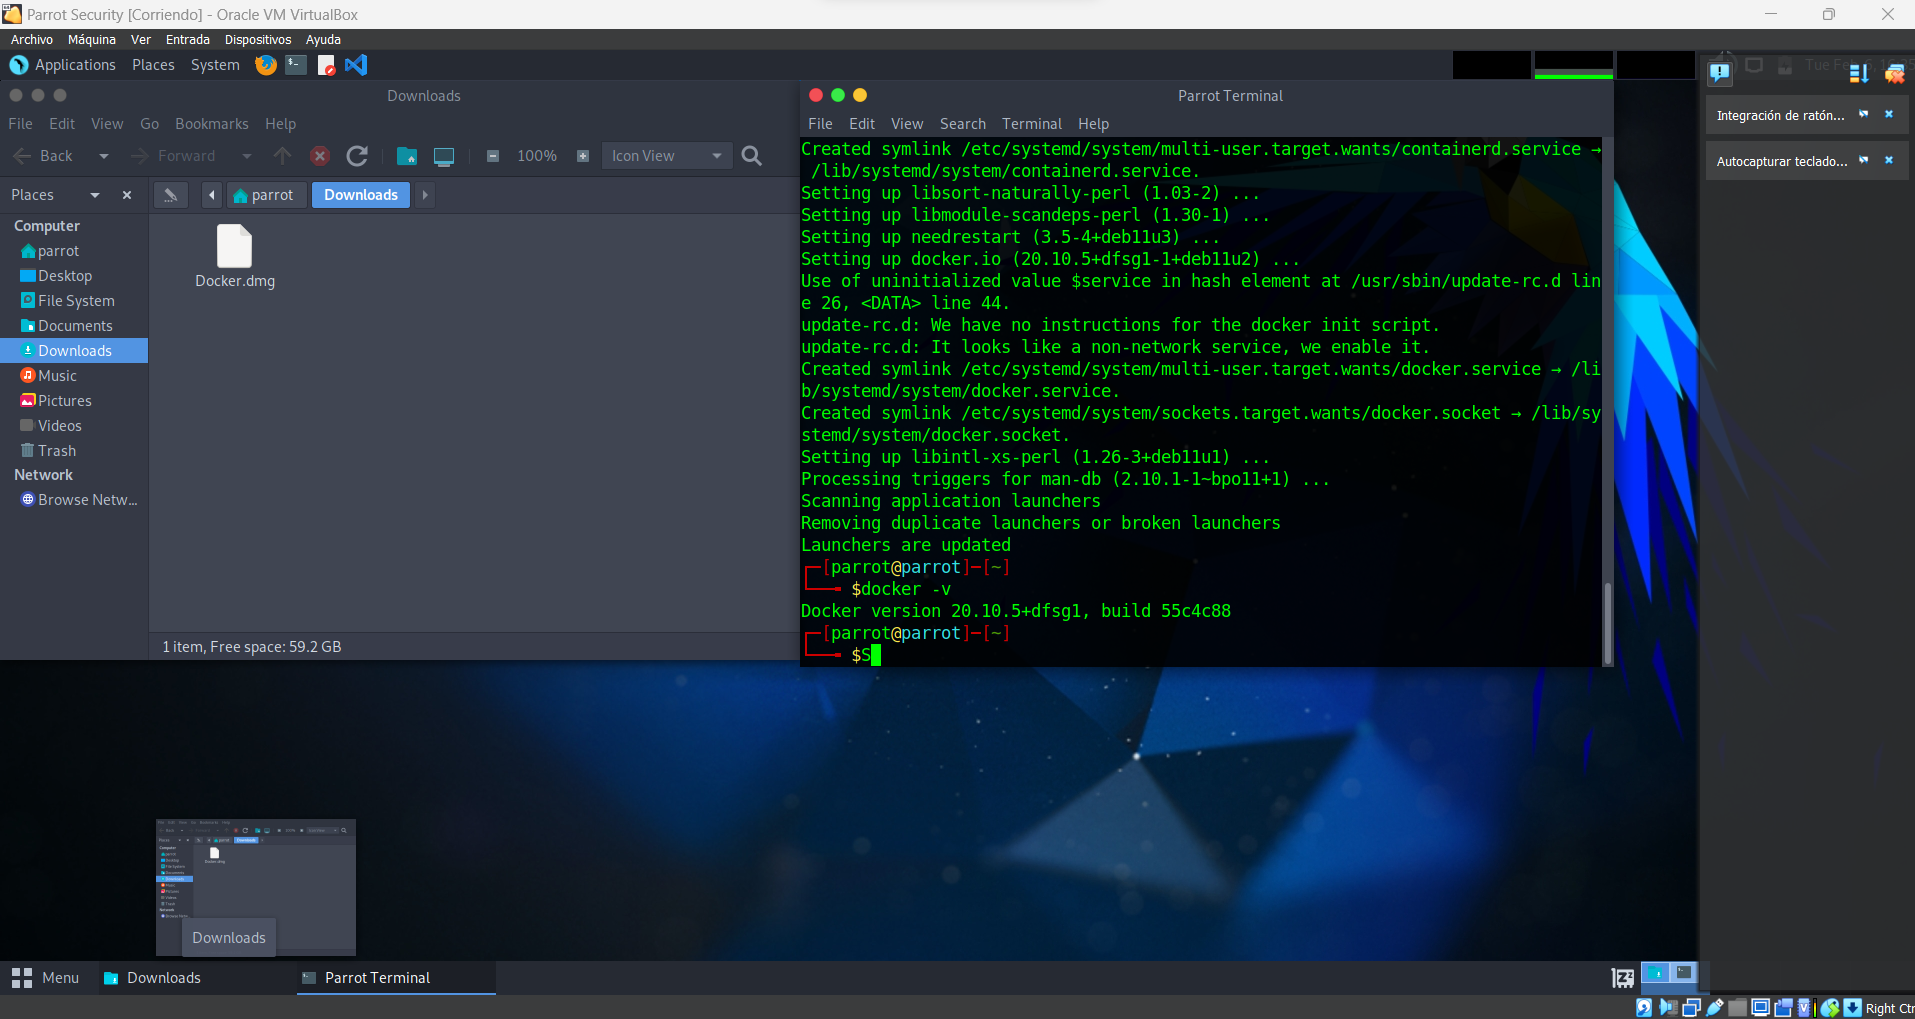 Parrot Security [Corriendo] - Oracle VM VirtualBox
Archivo Máquina Ver Entrada Dispositivos Ayuda
Applications Places System
Downloads
File Edit View Go Bookmarks Help
Back Forward 100% Icon View
Places parrot Downloads
Computer
parrot
Desktop
File System
Documents
Downloads
Music
Pictures
Videos
Trash
Network
Browse Netw...
Docker.dmg
1 item, Free space: 59.2 GB
Parrot Terminal
File Edit View Search Terminal Help
Created symlink /etc/systemd/system/multi-user.target.wants/containerd.service →
/lib/systemd/system/containerd.service.
Setting up libsort-naturally-perl (1.03-2) ...
Setting up libmodule-scandeps-perl (1.30-1) ...
Setting up needrestart (3.5-4+deb11u3) ...
Setting up docker.io (20.10.5+dfsg1-1+deb11u2) ...
Use of uninitialized value $service in hash element at /usr/sbin/update-rc.d lin
e 26, <DATA> line 44.
update-rc.d: We have no instructions for the docker init script.
update-rc.d: It looks like a non-network service, we enable it.
Created symlink /etc/systemd/system/multi-user.target.wants/docker.service → /li
b/systemd/system/docker.service.
Created symlink /etc/systemd/system/sockets.target.wants/docker.socket → /lib/sy
stemd/system/docker.socket.
Setting up libintl-xs-perl (1.26-3+deb11u1) ...
Processing triggers for man-db (2.10.1-1~bpo11+1) ...
Scanning application launchers
Removing duplicate launchers or broken launchers
Launchers are updated
┌─[parrot@parrot]─[~]
└──╼ $docker -v
Docker version 20.10.5+dfsg1, build 55c4c88
┌─[parrot@parrot]─[~]
└──╼ $S
Tue Feb
Integración de ratón...
Autocapturar teclado...
Downloads
Menu Downloads Parrot Terminal
Right Ctr